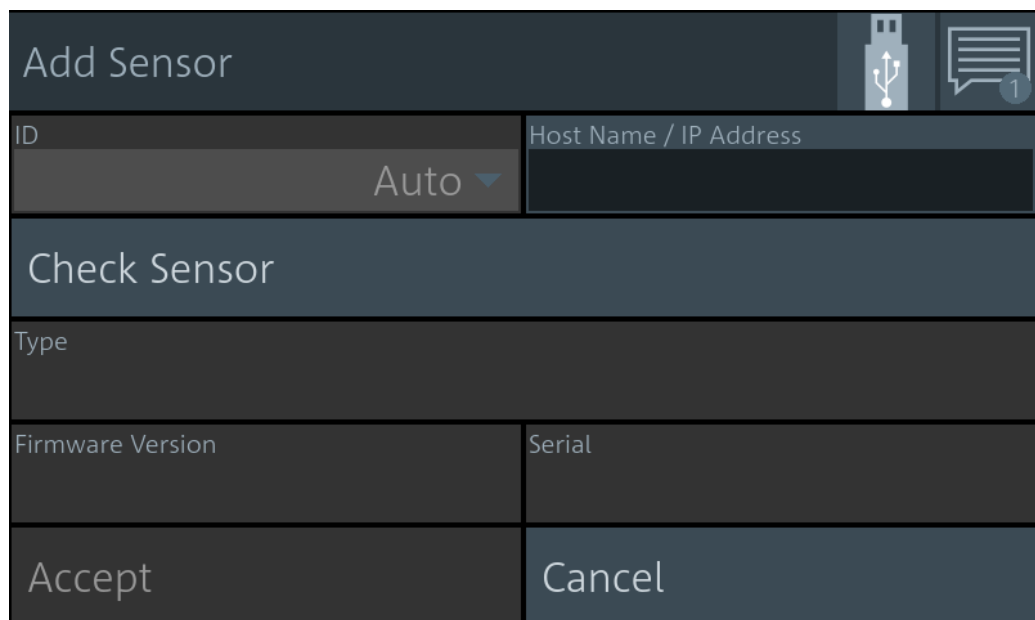 Add Sensor
1
ID
Host Name / IP Address
Auto
Check Sensor
Type
Firmware Version
Serial
Accept
Cancel